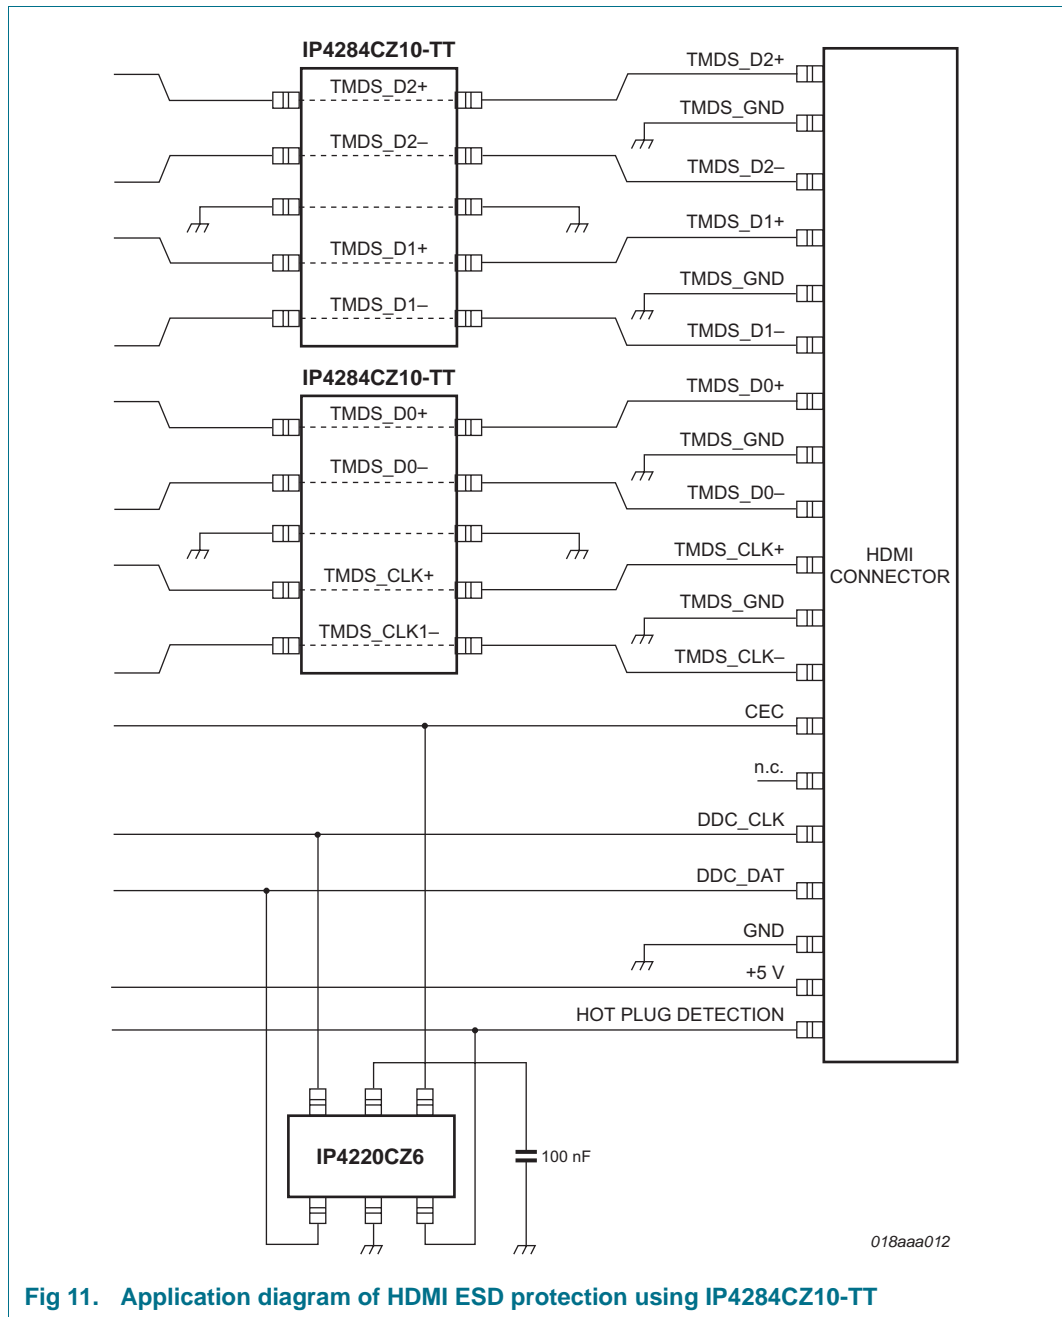 IP4284CZ10-TT
TMDS_D2+
TMDS_D2–
TMDS_D1+
TMDS_D1–
IP4284CZ10-TT
TMDS_D0+
TMDS_D0–
TMDS_CLK+
TMDS_CLK1–
TMDS_D2+
TMDS_GND
TMDS_D2–
TMDS_D1+
TMDS_GND
TMDS_D1–
TMDS_D0+
TMDS_GND
TMDS_D0–
TMDS_CLK+
TMDS_GND
TMDS_CLK–
CEC
n.c.
DDC_CLK
DDC_DAT
GND
+5 V
HOT PLUG DETECTION
HDMI
CONNECTOR
IP4220CZ6
100 nF
018aaa012
Fig 11. Application diagram of HDMI ESD protection using IP4284CZ10-TT